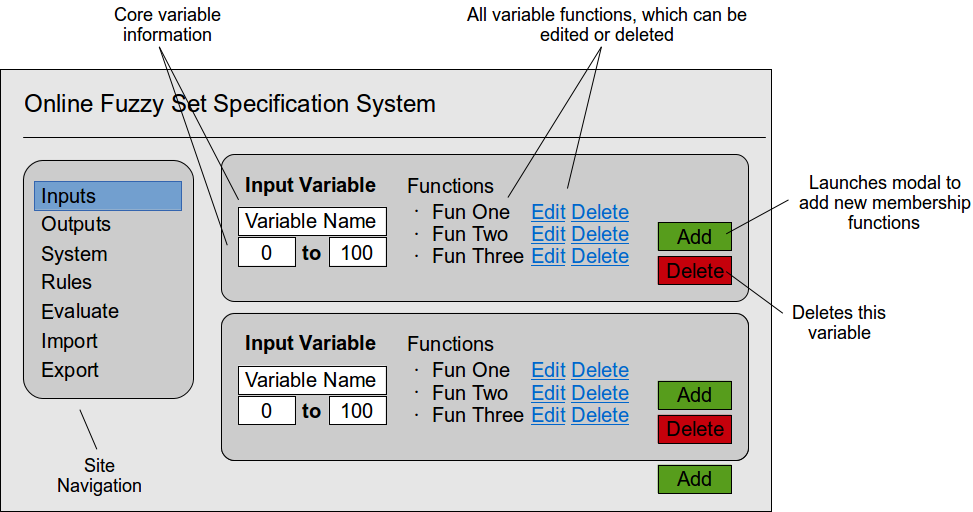 Core variable
information
All variable functions, which can be
edited or deleted
Online Fuzzy Set Specification System
Inputs
Outputs
System
Rules
Evaluate
Import
Export
Site
Navigation
Input Variable
Variable Name
0 to 100
Functions
· Fun One Edit Delete
· Fun Two Edit Delete
· Fun Three Edit Delete
Add
Delete
Launches modal to
add new membership
functions
Deletes this
variable
Input Variable
Variable Name
0 to 100
Functions
· Fun One Edit Delete
· Fun Two Edit Delete
· Fun Three Edit Delete
Add
Delete
Add